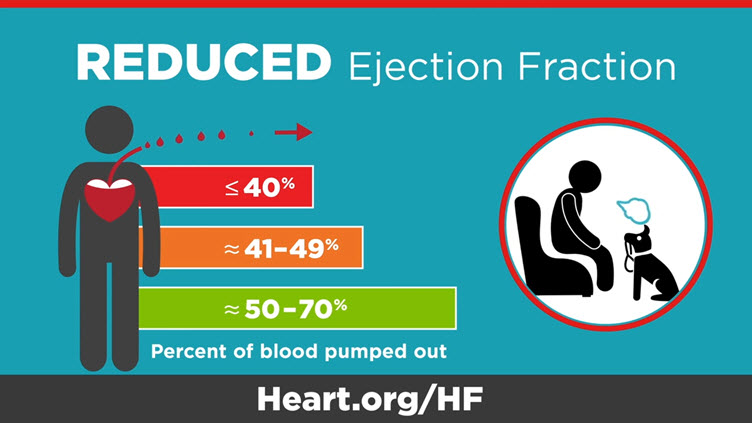 REDUCED Ejection Fraction
≤ 40%
≈ 41–49%
≈ 50–70%
Percent of blood pumped out
Heart.org/HF